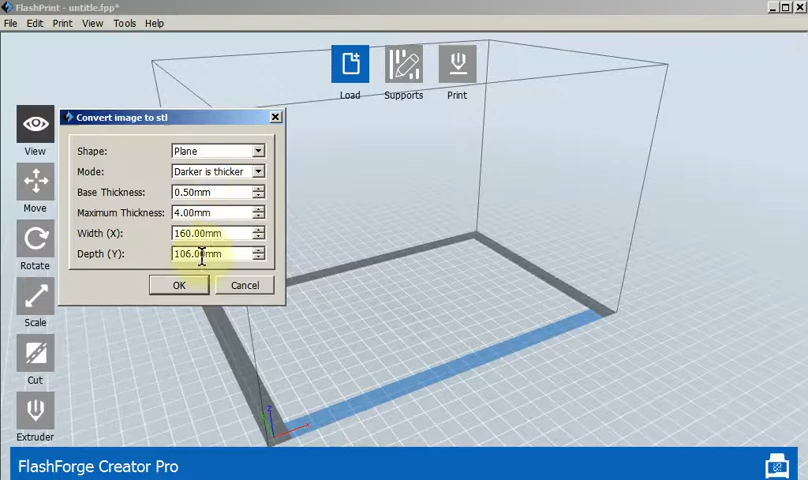 FlashPrint - untitle.fpp*
File Edit Print View Tools Help
Load Supports Print
View
Move
Rotate
Scale
Cut
Extruder
Convert image to stl
Shape: Plane
Mode: Darker is thicker
Base Thickness: 0.50mm
Maximum Thickness: 4.00mm
Width (X): 160.00mm
Depth (Y): 106.00mm
OK Cancel
FlashForge Creator Pro